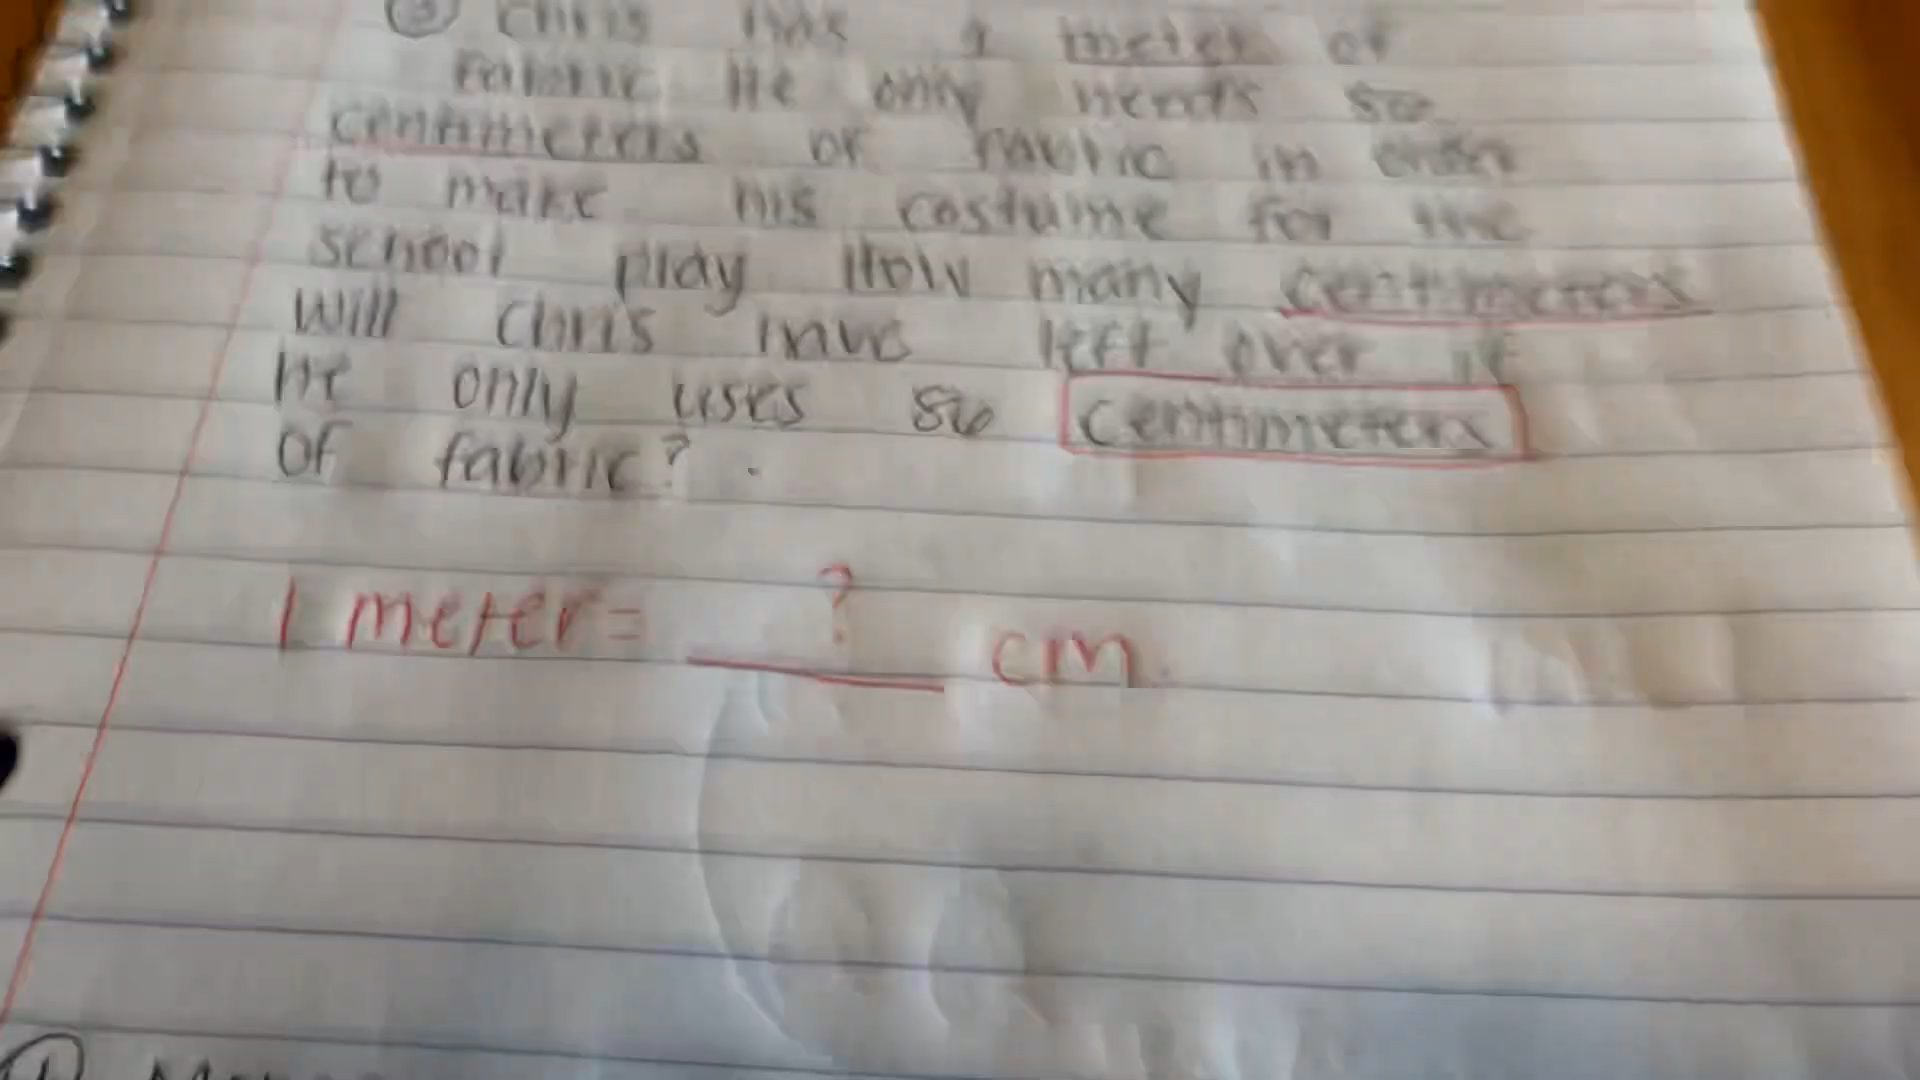 ③ Chris has 1 meter of
fabric He only needs 50
centimeters of fabric in order
to make his costume for the
school play How many centimeters
will Chris have left over if
he only uses 50 centimeters
of fabric?
1 meter = ? cm.
①